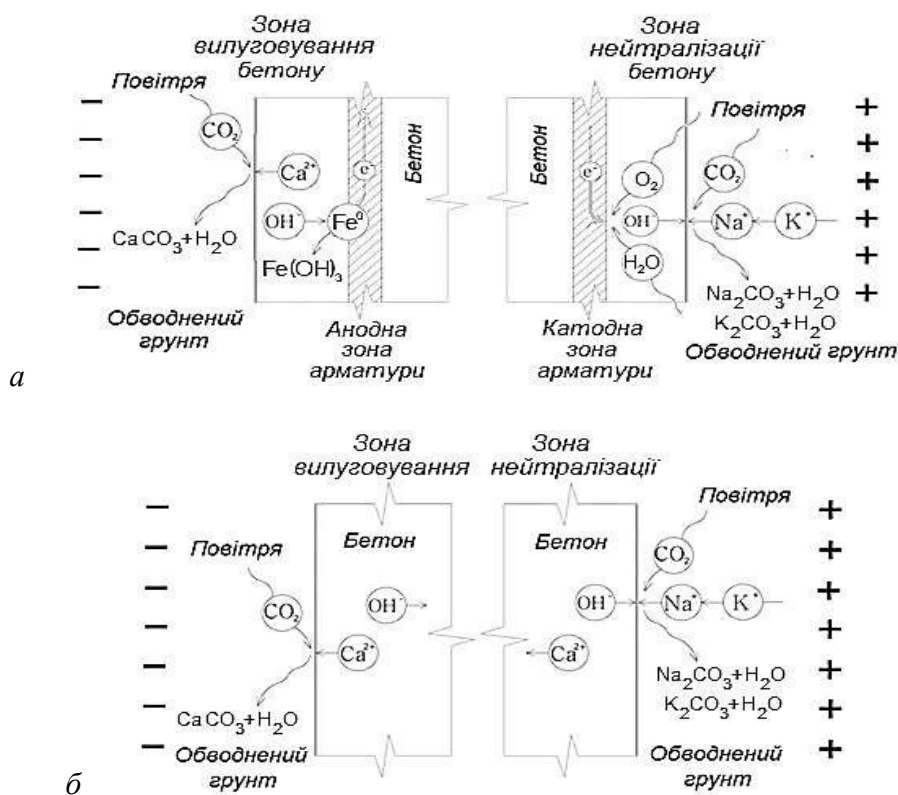 Зона
вилуговування
бетону
Зона
нейтралізації
бетону
Повітря
Повітря
CO₂
Ca²⁺
e⁻
Бетон
Бетон
e⁻
O₂
CO₂
OH⁻
Fe⁰
OH⁻
Na⁺
K⁺
CaCO₃+H₂O
Fe(OH)₃
H₂O
Na₂CO₃+H₂O
K₂CO₃+H₂O
Обводнений
грунт
Анодна
зона
арматури
Катодна
зона
арматури
Обводнений грунт
а
Зона
вилуговування
Зона
нейтралізації
Повітря
Бетон
Бетон
Повітря
CO₂
CO₂
OH⁻
OH⁻
Na⁺
K⁺
Ca²⁺
Ca²⁺
CaCO₃+H₂O
Na₂CO₃+H₂O
K₂CO₃+H₂O
Обводнений
грунт
Обводнений
грунт
б